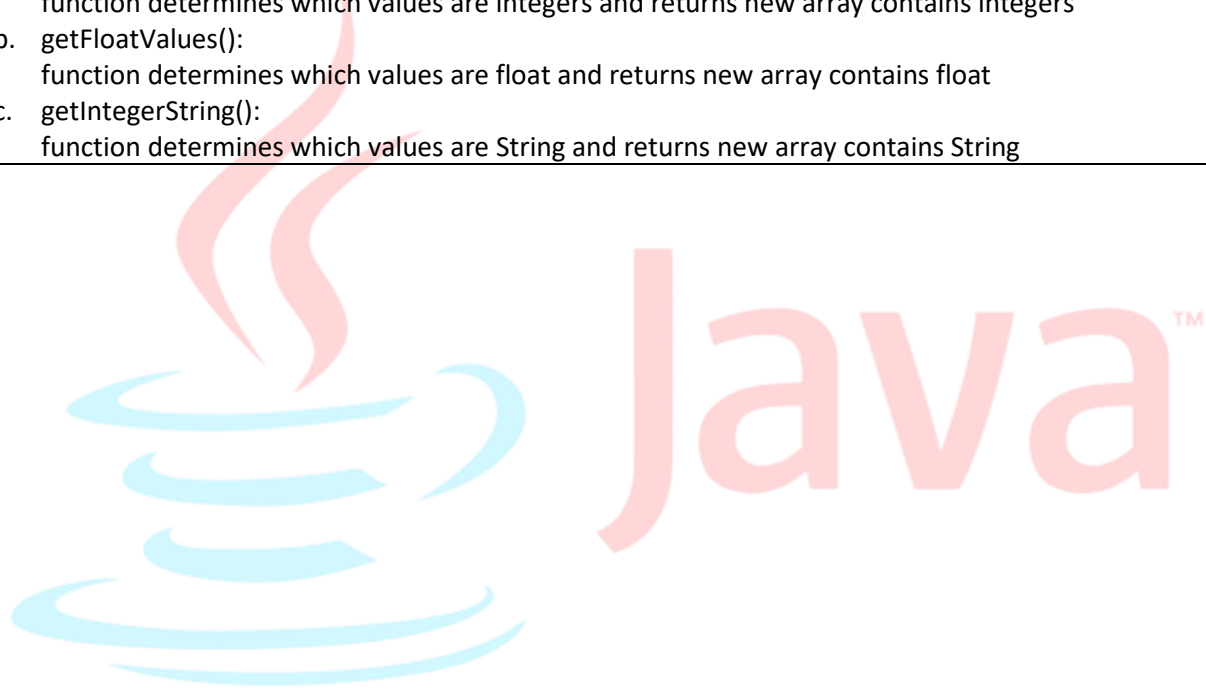 function determines which values are integers and returns new array contains integers
b. getFloatValues():
function determines which values are float and returns new array contains float
c. getIntegerString():
function determines which values are String and returns new array contains String
Java™